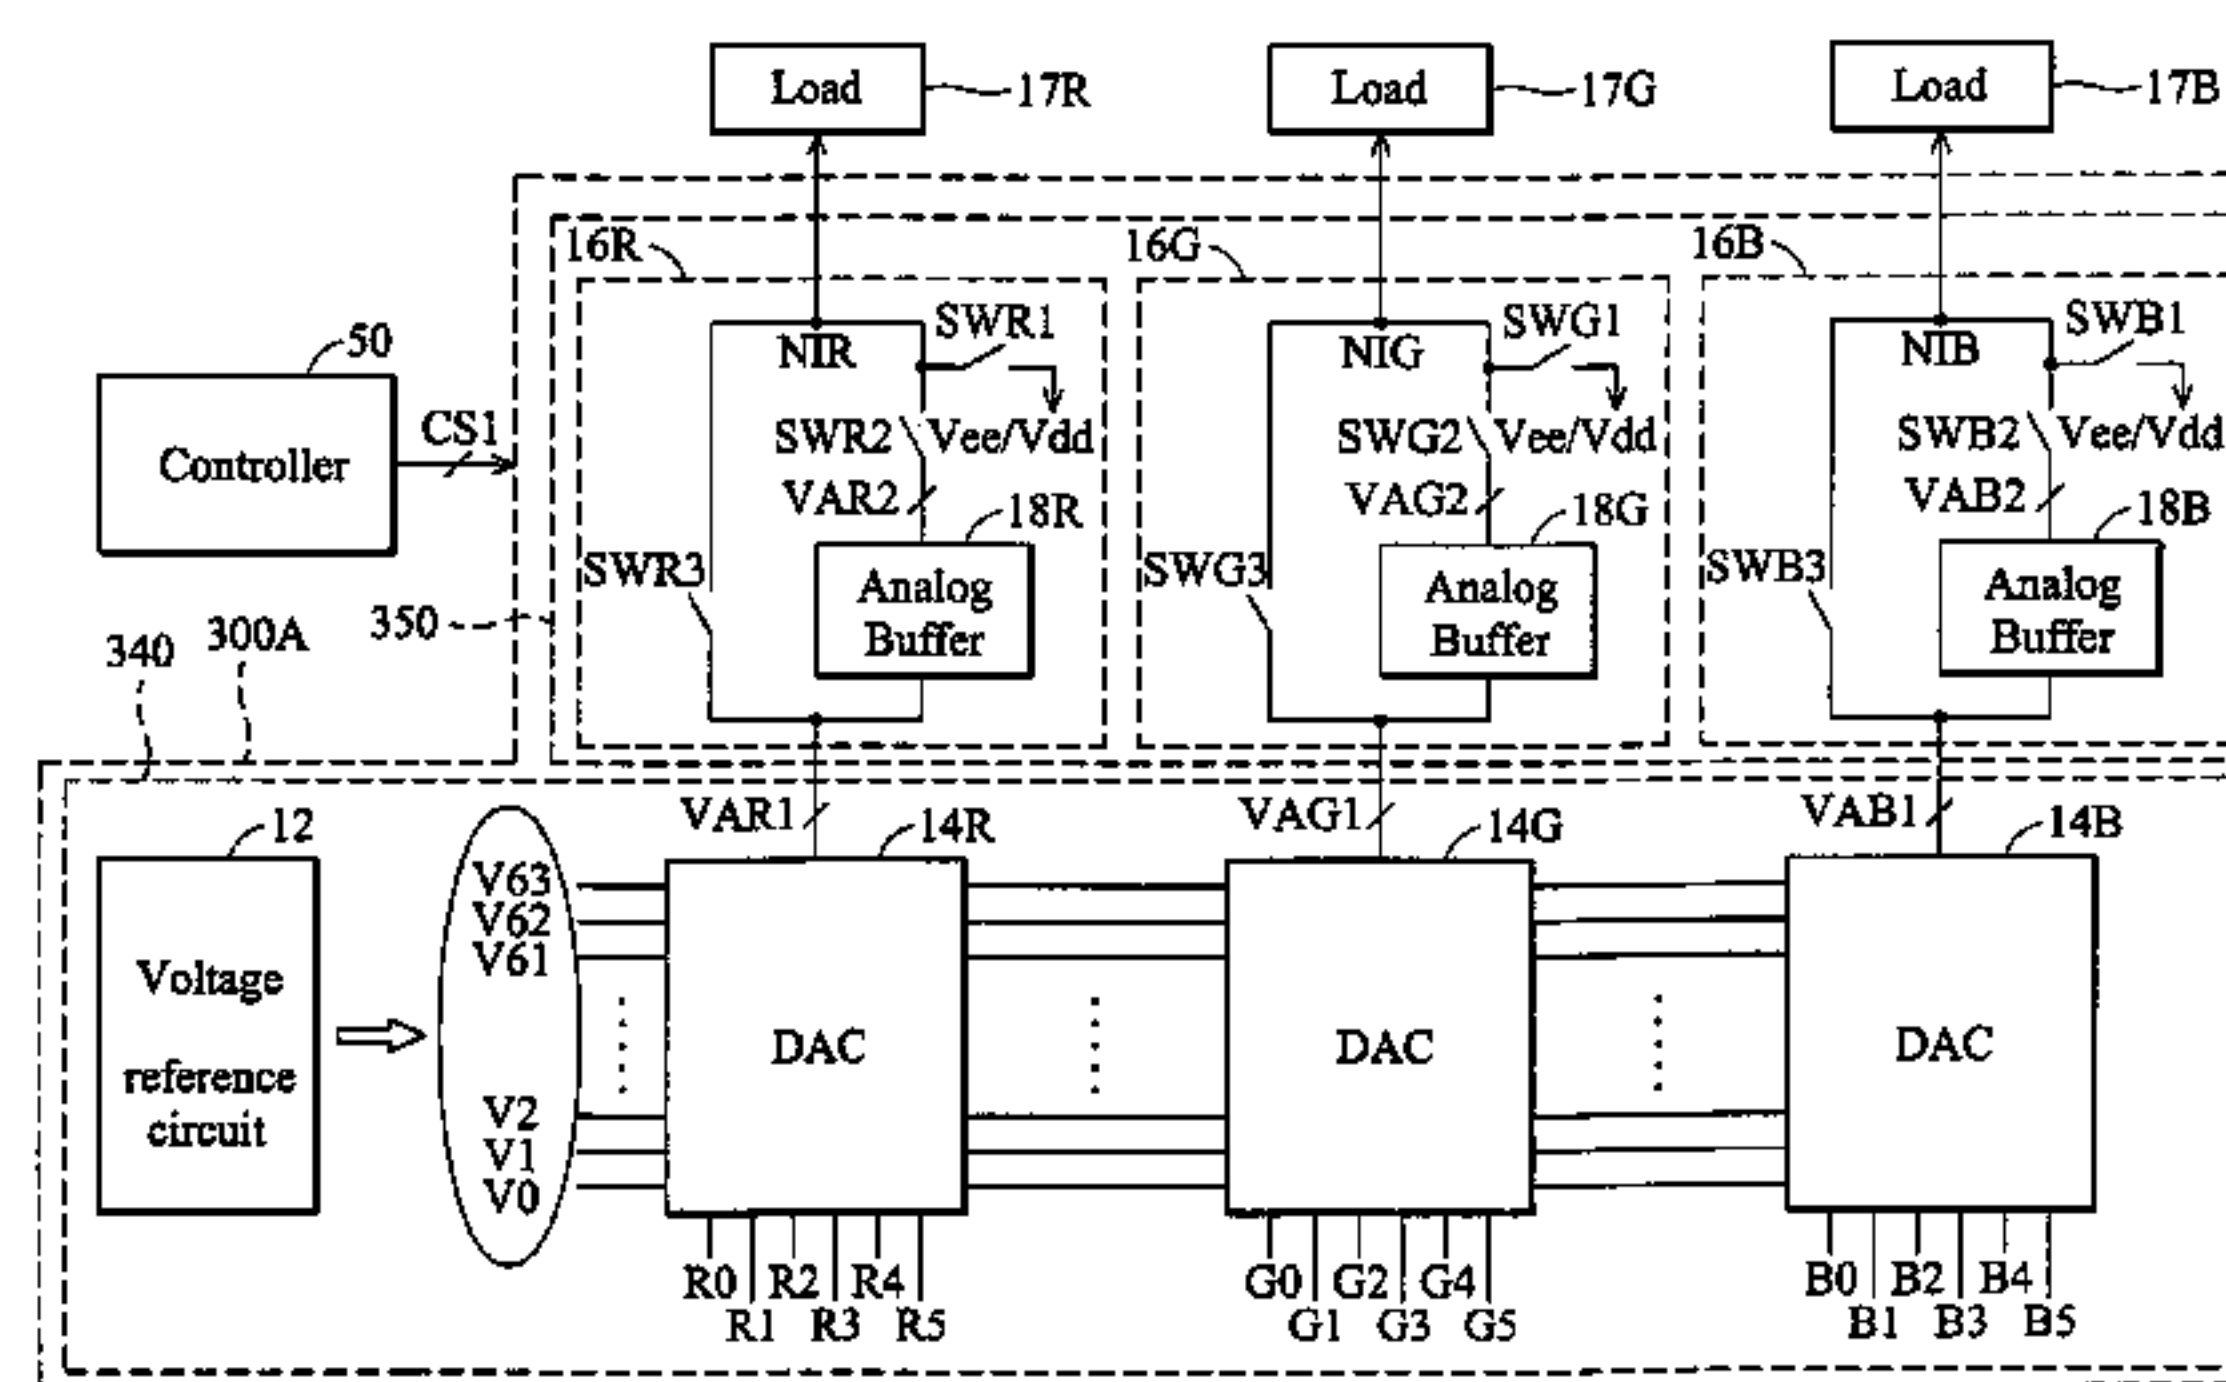 Load
17R
Load
17G
Load
17B
16R
16G
16B
50
Controller
CS1
NIR
SWR1
SWR2
Vee/Vdd
VAR2
18R
SWR3
Analog
Buffer
NIG
SWG1
SWG2
Vee/Vdd
VAG2
18G
SWG3
Analog
Buffer
NIB
SWB1
SWB2
Vee/Vdd
VAB2
18B
SWB3
Analog
Buffer
350
340
300A
VAR1
14R
VAG1
14G
VAB1
14B
12
Voltage
reference
circuit
V63
V62
V61
V2
V1
V0
DAC
DAC
DAC
R0 R2 R4
R1 R3 R5
G0 G2 G4
G1 G3 G5
B0 B2 B4
B1 B3 B5